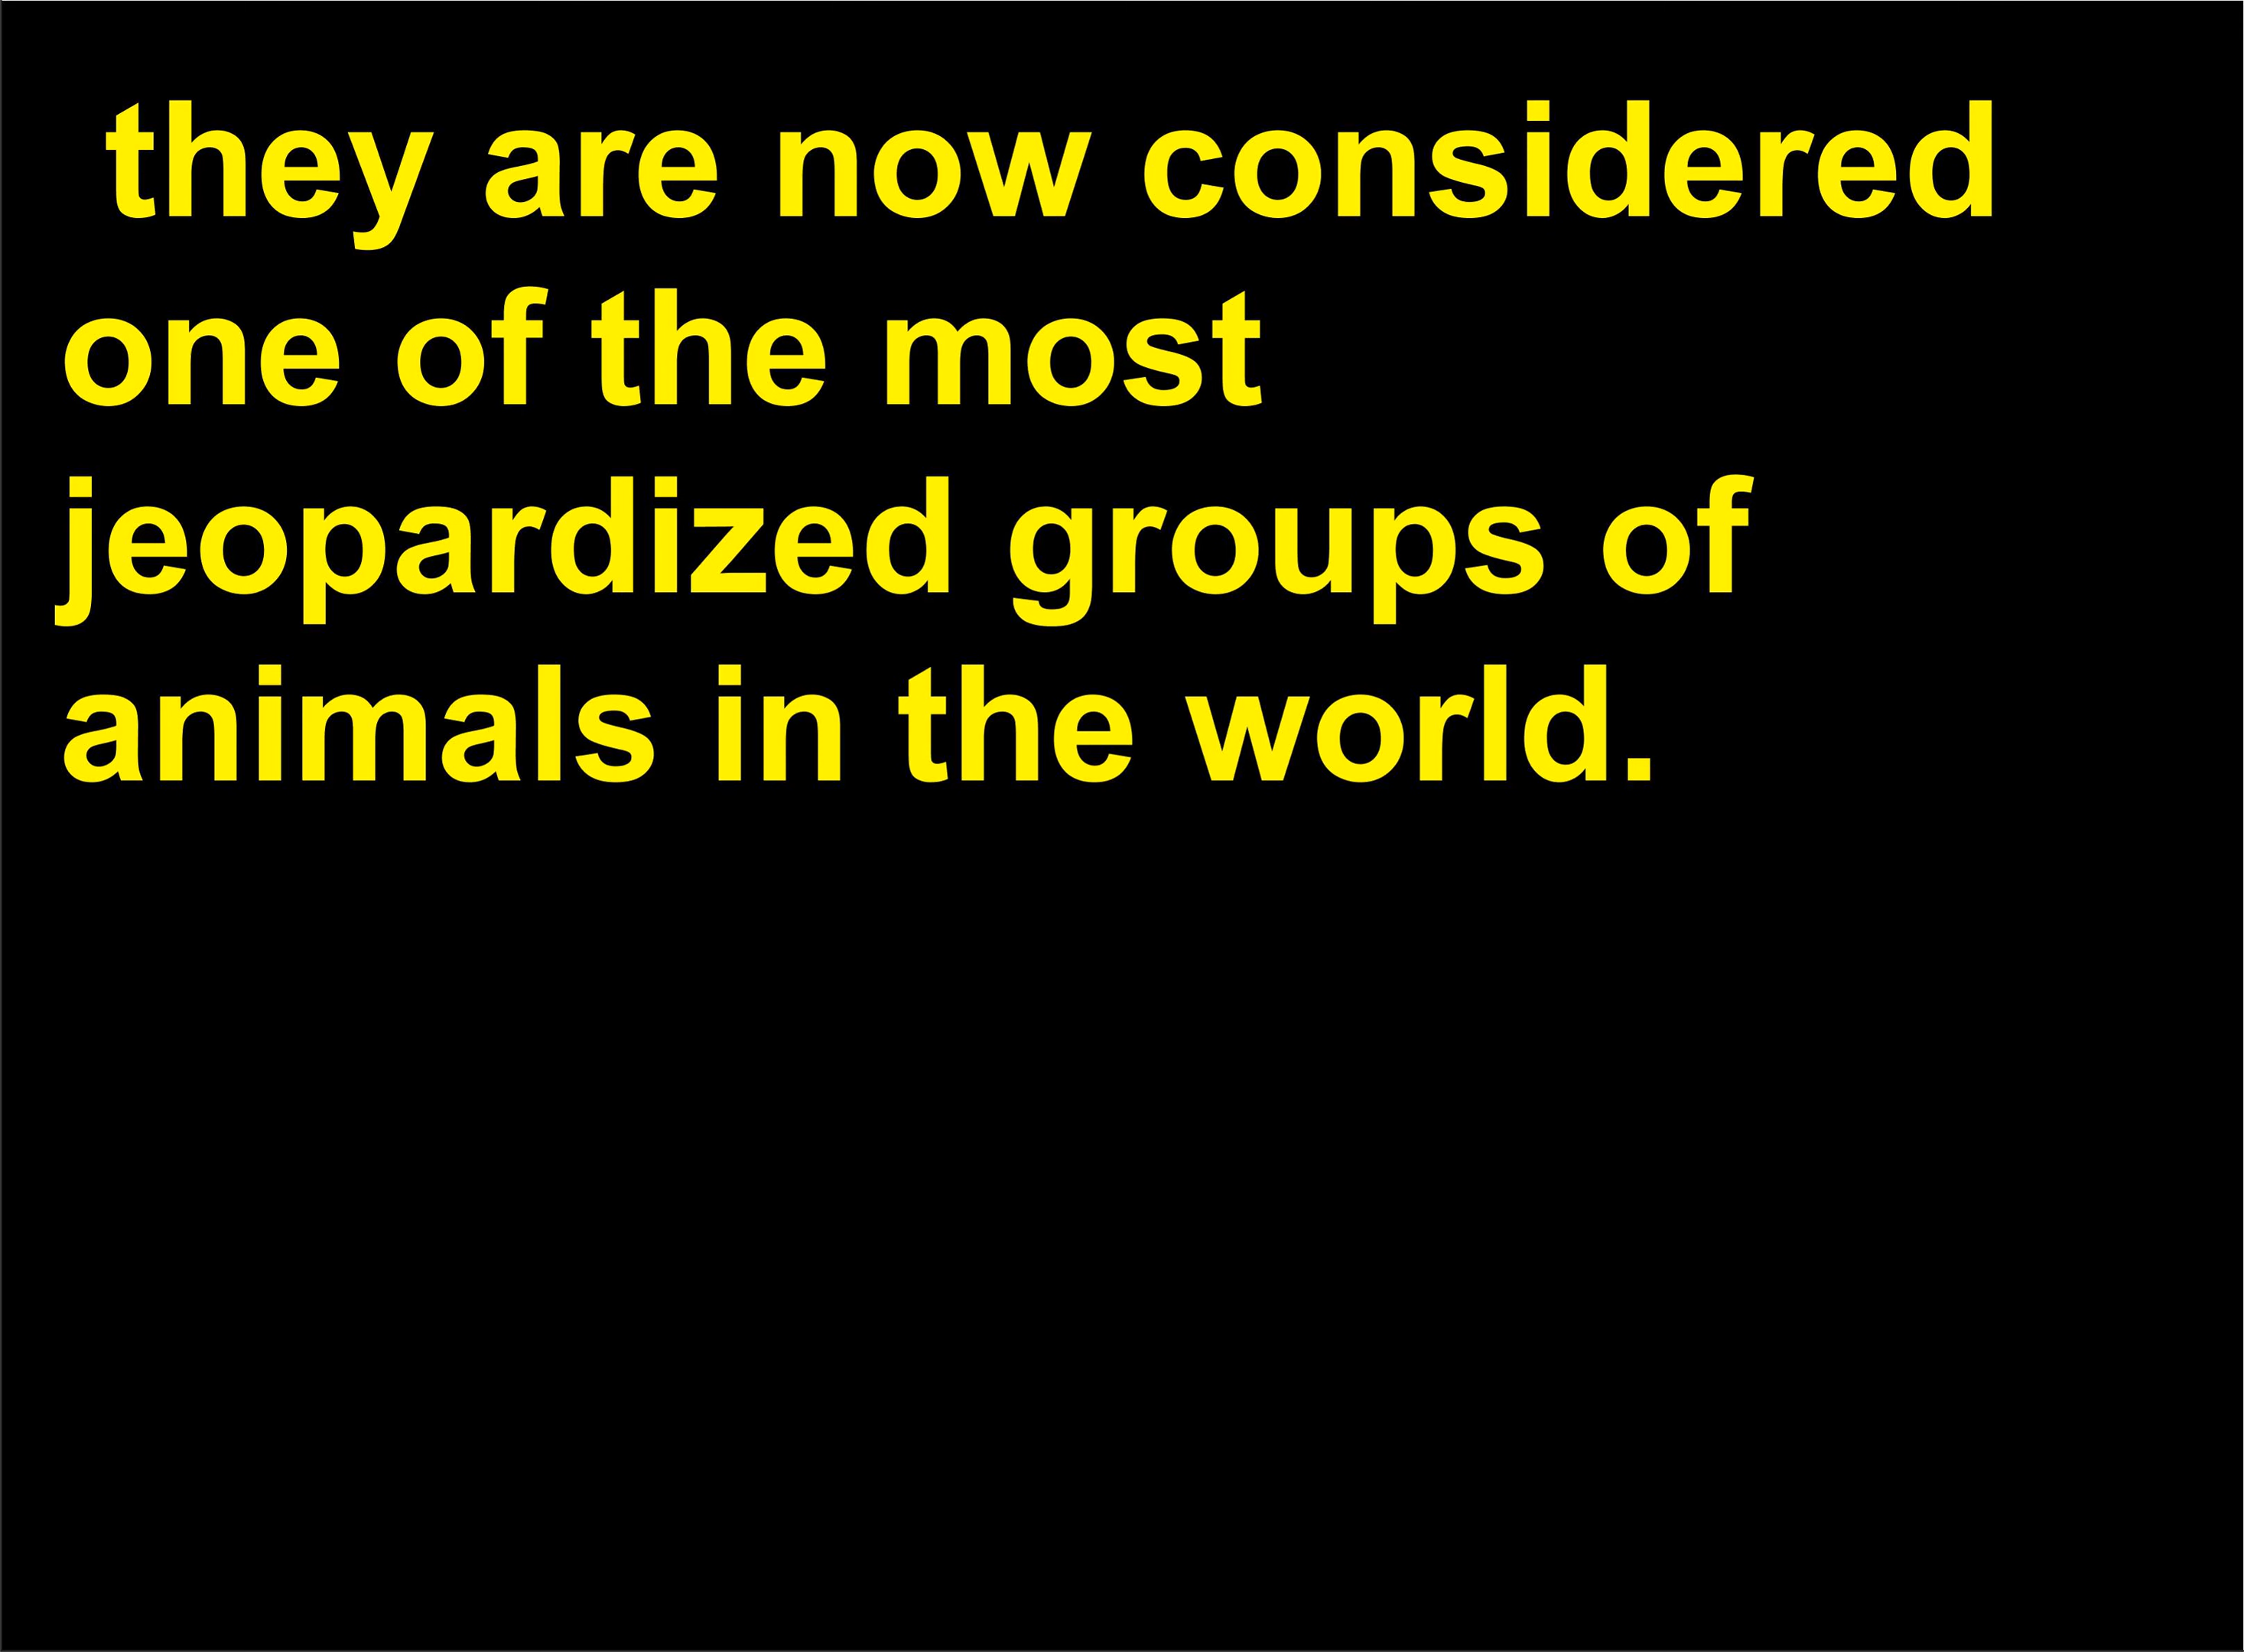 they are now considered
one of the most
jeopardized groups of
animals in the world.